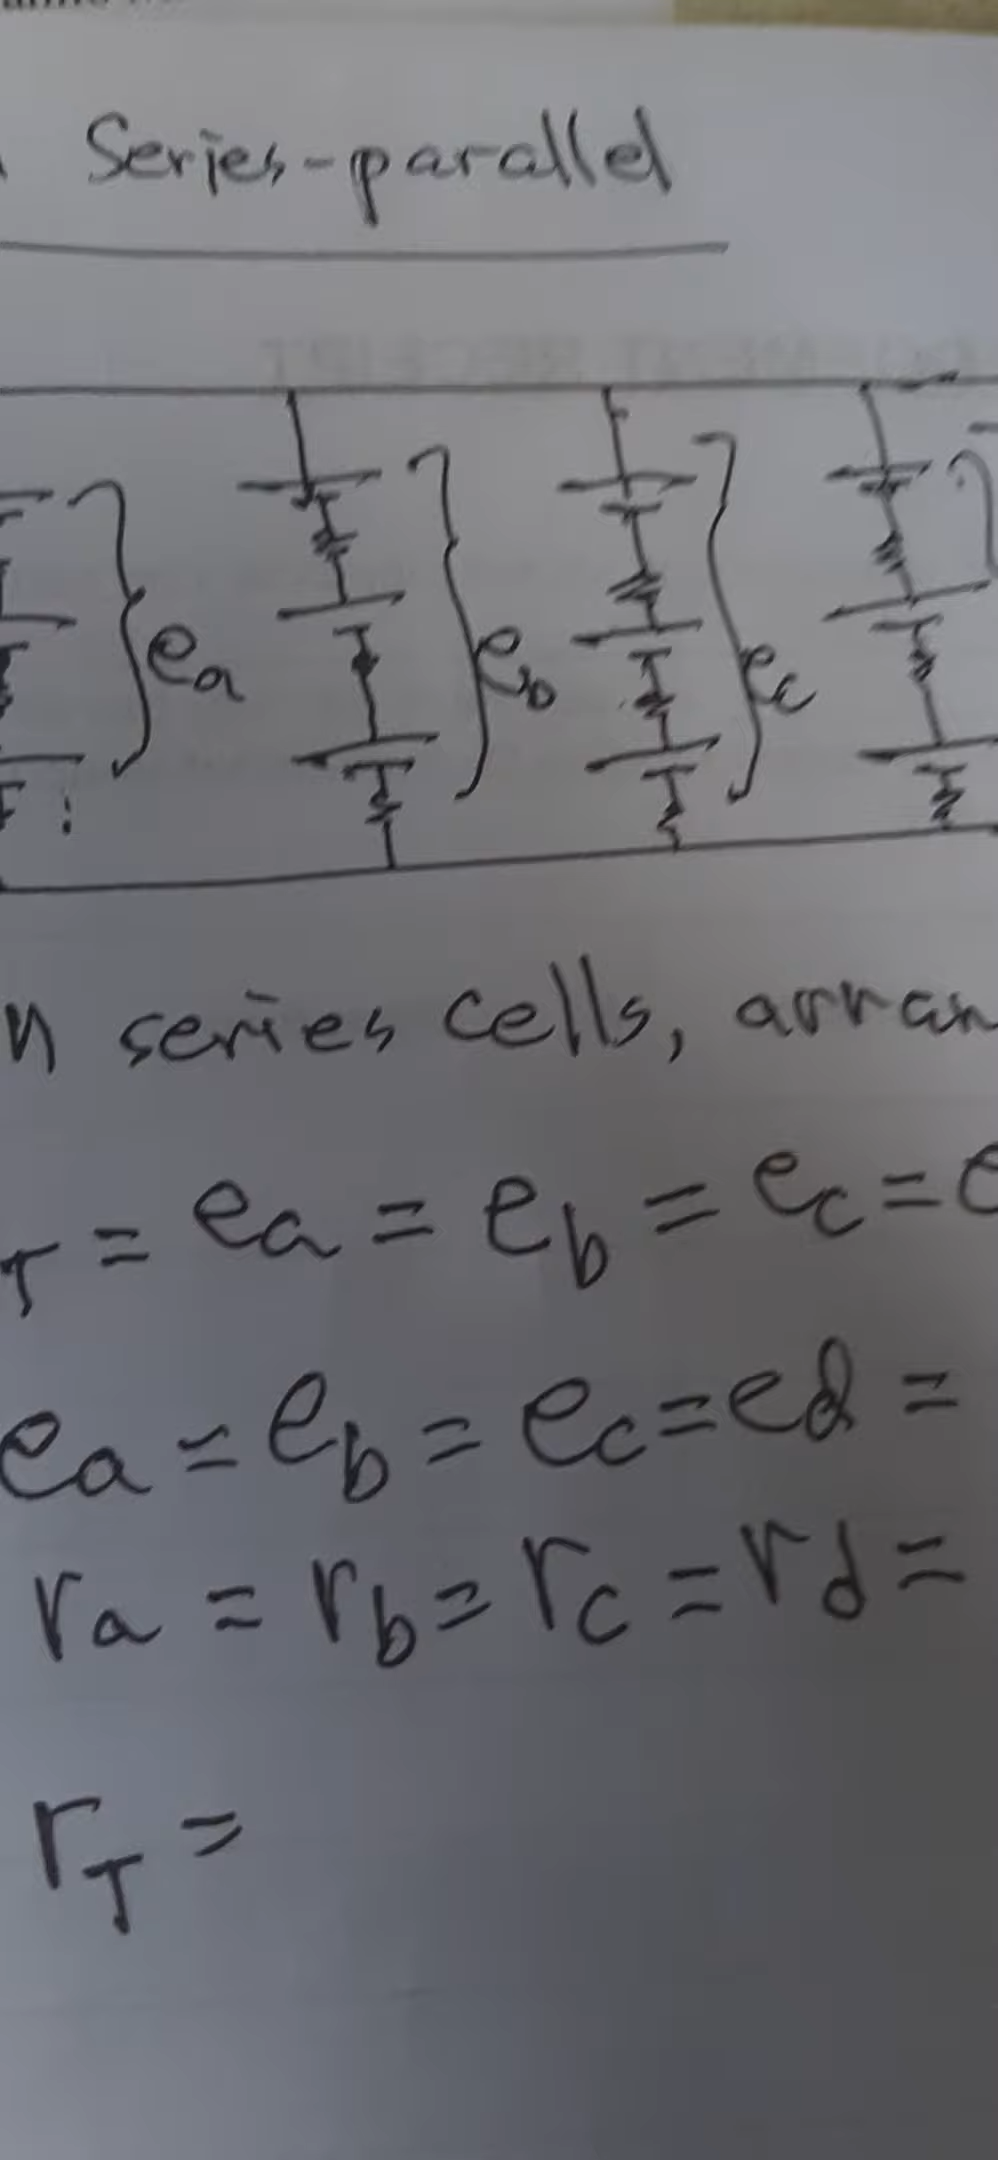 Series-parallel
ea eb ec
n series cells, arran
T = ea = eb = ec = e
ea = eb = ec = ed =
ra = rb = rc = rd =
rT =